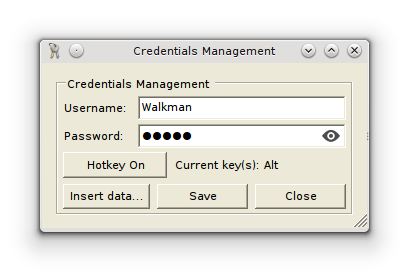 Credentials Management
Credentials Management
Username: Walkman
Password: ●●●●●
Hotkey On Current key(s): Alt
Insert data... Save Close